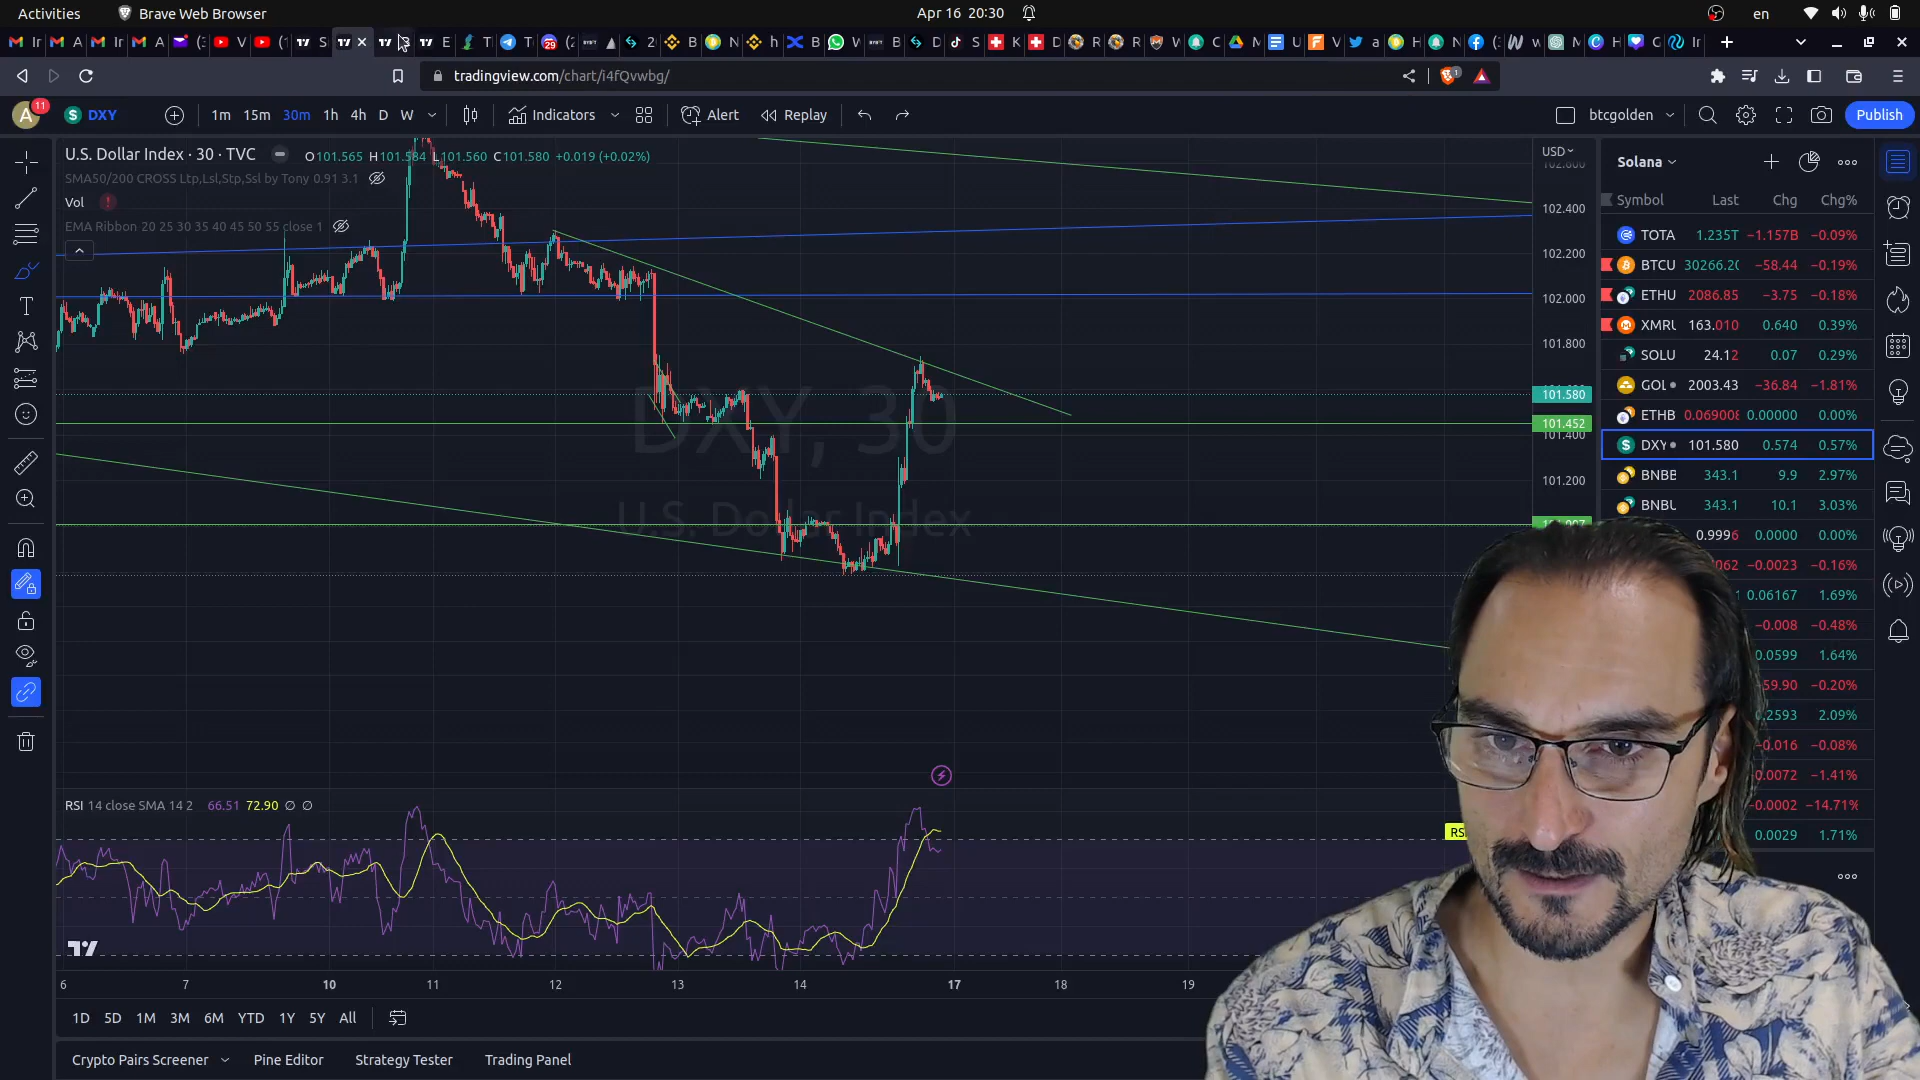 Activities
Brave Web Browser
Apr 16 20:30
en
tradingview.com/chart/i4fQvwbg/
A
11
DXY
1m 15m 30m 1h 4h D W
Indicators
Alert
Replay
btcgolden
Publish
U.S. Dollar Index · 30 · TVC
O101.565 H101.584 L101.560 C101.580 +0.019 (+0.02%)
SMA50/200 CROSS Ltp,Lsl,Stp,Ssl by Tony 0.91 3.1
Vol
EMA Ribbon 20 25 30 35 40 45 50 55 close 1
DXY, 30
U.S. Dollar Index
USD
102.800
102.400
102.200
102.000
101.800
101.580
101.452
101.400
101.200
RSI 14 close SMA 14 2 66.51 72.90
6 7 10 11 12 13 14 17 18 19
1D 5D 1M 3M 6M YTD 1Y 5Y All
Crypto Pairs Screener
Pine Editor
Strategy Tester
Trading Panel
Solana
Symbol Last Chg Chg%
TOTA 1.235T −1.157B −0.09%
BTCU 30266.20 −58.44 −0.19%
ETHU 2086.85 −3.75 −0.18%
XMRU 163.010 0.640 0.39%
SOLU 24.12 0.07 0.29%
GOL 2003.43 −36.84 −1.81%
ETHB 0.069008 0.00000 0.00%
DXY 101.580 0.574 0.57%
BNBE 343.1 9.9 2.97%
BNBU 343.1 10.1 3.03%
0.9996 0.0000 0.00%
−0.0023 −0.16%
0.06167 1.69%
−0.008 −0.48%
1.64%
−0.20%
2.09%
−0.08%
−1.41%
−0.0002 −14.71%
0.0029 1.71%